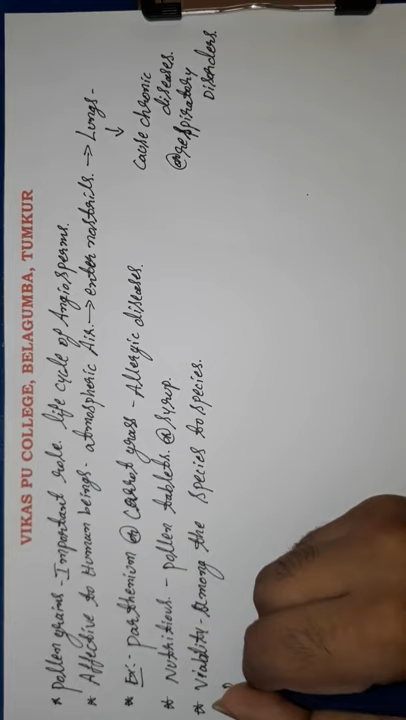 VIKAS PU COLLEGE, BELAGUMBA, TUMKUR
* Pollen grains - Important role. life cycle of Angiosperms.
* Affective to Human beings - atmospheric Air. → enter nostorils. → Lungs -
↓
Cause chronic
diseases.
@ respiratory
Disorders.
* Ex:- parthenium @ Carrot grass - Allergic diseases.
* Nutritious. - pollen tablets. @ Syrop.
* Viability - Among the species to species.